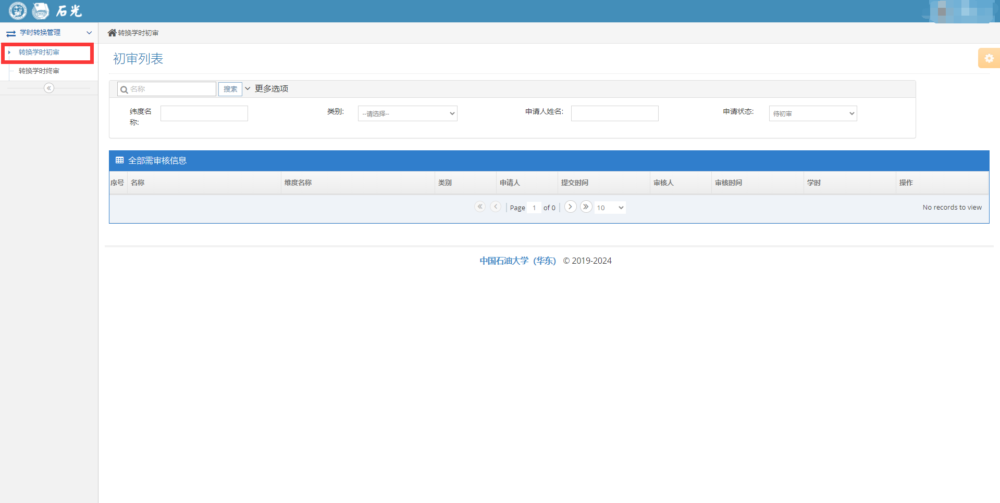 石光
学时转换管理
转换学时初审
转换学时终审
转换学时初审
初审列表
名称 搜索 更多选项
纬度名称:
类别: --请选择--
申请人姓名:
申请状态: 待初审
全部需审核信息
序号 名称 维度名称 类别 申请人 提交时间 审核人 审核时间 学时 操作
Page 1 of 0 10 No records to view
中国石油大学（华东） © 2019-2024